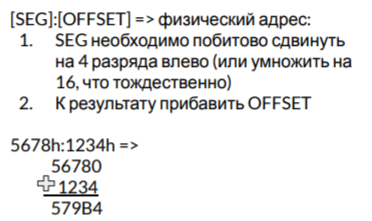 [SEG]:[OFFSET] => физический адрес:
1. SEG необходимо побитово сдвинуть
на 4 разряда влево (или умножить на
16, что тождественно)
2. К результату прибавить OFFSET
5678h:1234h =>
56780
+ 1234
579B4